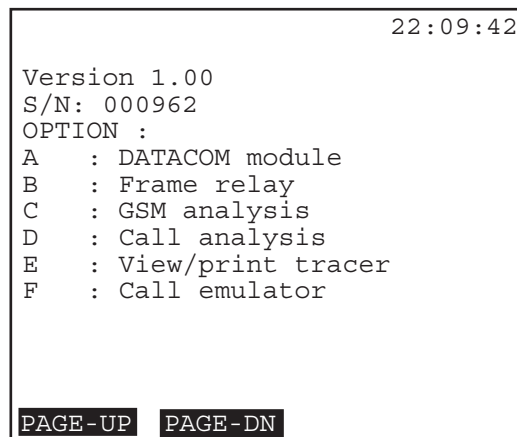 22:09:42
Version 1.00
S/N: 000962
OPTION :
A : DATACOM module
B : Frame relay
C : GSM analysis
D : Call analysis
E : View/print tracer
F : Call emulator
PAGE-UP PAGE-DN